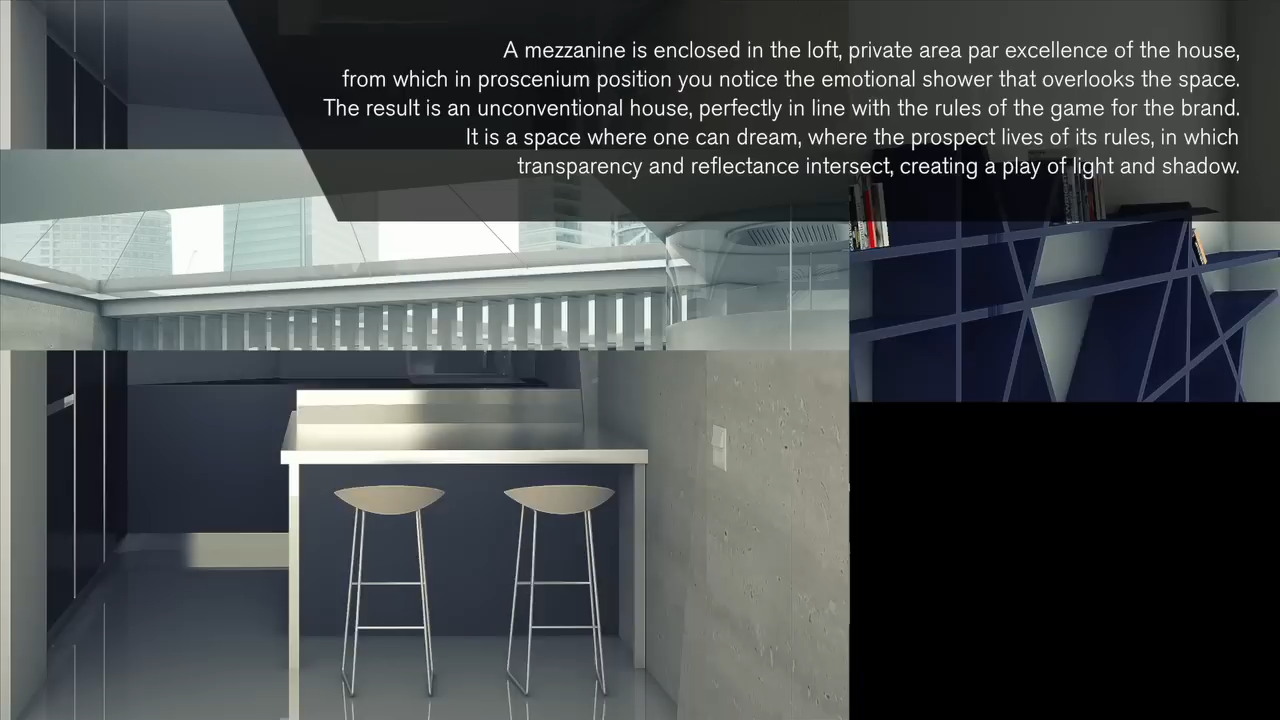 A mezzanine is enclosed in the loft, private area par excellence of the house,
from which in proscenium position you notice the emotional shower that overlooks the space.
The result is an unconventional house, perfectly in line with the rules of the game for the brand.
It is a space where one can dream, where the prospect lives of its rules, in which
transparency and reflectance intersect, creating a play of light and shadow.